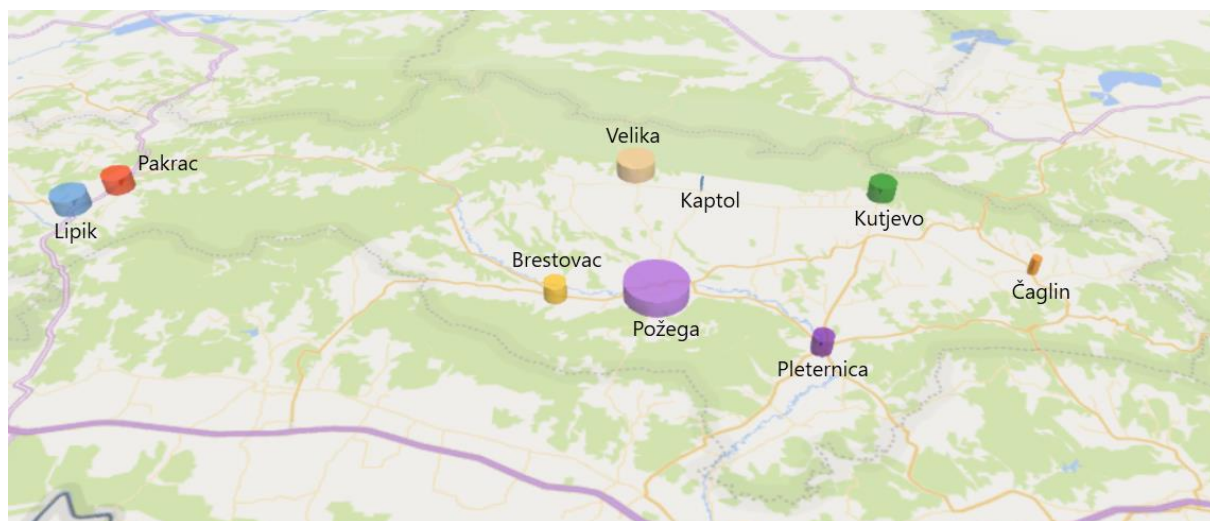 Velika
Pakrac
Kaptol
Kutjevo
Lipik
Brestovac
Čaglin
Požega
Pleternica